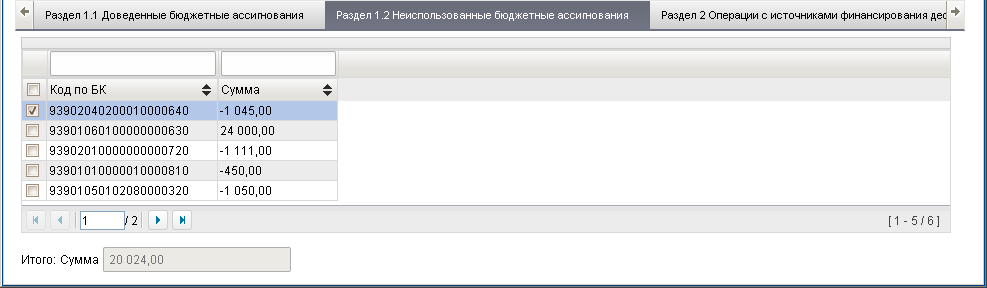 Раздел 1.1 Доведенные бюджетные ассигнования Раздел 1.2 Неиспользованные бюджетные ассигнования Раздел 2 Операции с источниками финансирования дес
Код по БК Сумма
93902040200010000640 -1 045,00
93901060100000000630 24 000,00
93902010000000000720 -1 111,00
93901010000010000810 -450,00
93901050102080000320 -1 050,00
1 / 2 [ 1 - 5 / 6 ]
Итого: Сумма 20 024,00